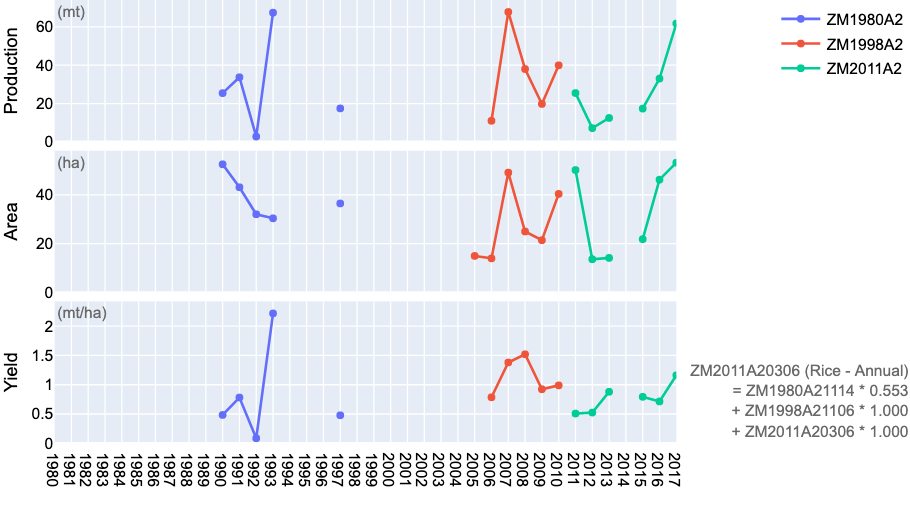 (mt)
Production
60
40
20
0
(ha)
Area
40
20
0
(mt/ha)
Yield
2
1.5
1
0.5
0
1980 1981 1982 1983 1984 1985 1986 1987 1988 1989 1990 1991 1992 1993 1994 1995 1996 1997 1998 1999 2000 2001 2002 2003 2004 2005 2006 2007 2008 2009 2010 2011 2012 2013 2014 2015 2016 2017
ZM1980A2
ZM1998A2
ZM2011A2
ZM2011A20306 (Rice - Annual)
= ZM1980A21114 * 0.553
+ ZM1998A21106 * 1.000
+ ZM2011A20306 * 1.000